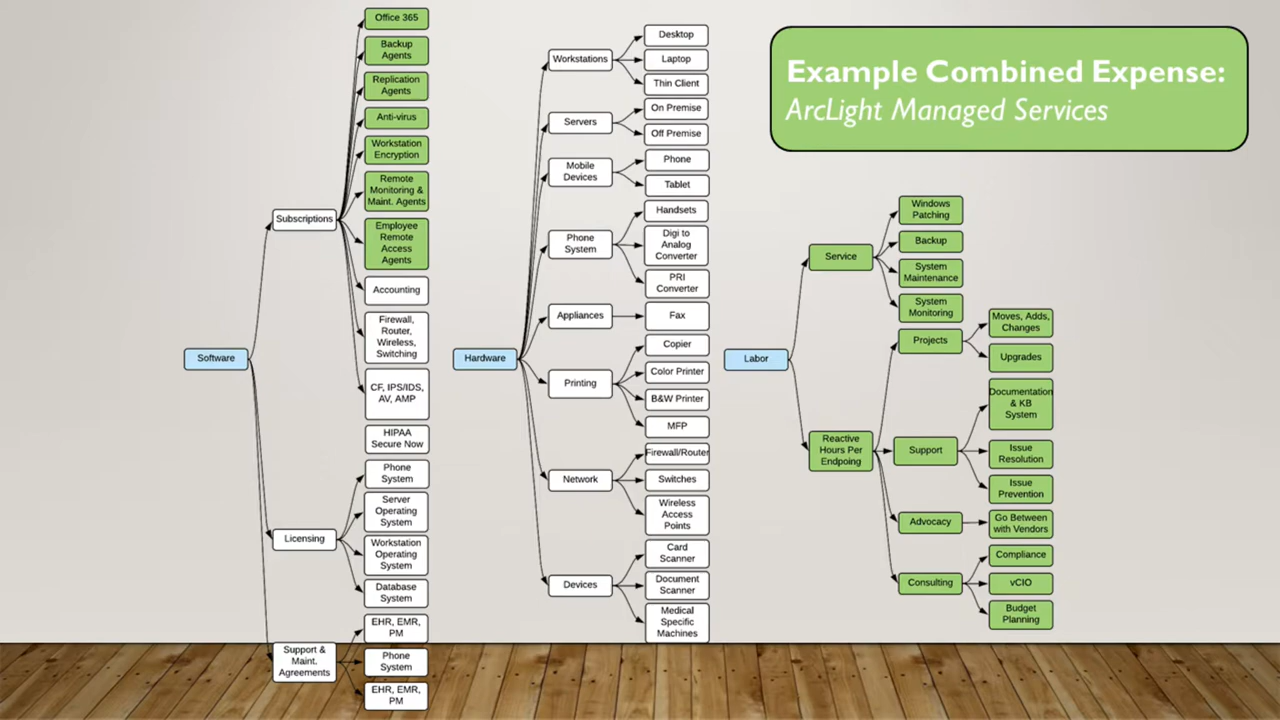 Example Combined Expense:
ArcLight Managed Services
Software
Subscriptions
Office 365
Backup
Agents
Replication
Agents
Anti-virus
Workstation
Encryption
Remote
Monitoring &
Maint. Agents
Employee
Remote
Access
Agents
Accounting
Firewall,
Router,
Wireless,
Switching
CF, IPS/IDS,
AV, AMP
HIPAA
Secure Now
Licensing
Phone
System
Server
Operating
System
Workstation
Operating
System
Database
System
Support &
Maint.
Agreements
EHR, EMR,
PM
Phone
System
EHR, EMR,
PM
Hardware
Workstations
Desktop
Laptop
Thin Client
Servers
On Premise
Off Premise
Mobile
Devices
Phone
Tablet
Phone
System
Handsets
Digi to
Analog
Converter
PRI
Converter
Appliances
Fax
Printing
Copier
Color Printer
B&W Printer
MFP
Network
Firewall/Router
Switches
Wireless
Access
Points
Devices
Card
Scanner
Document
Scanner
Medical
Specific
Machines
Labor
Service
Windows
Patching
Backup
System
Maintenance
System
Monitoring
Reactive
Hours Per
Endpoing
Projects
Moves, Adds,
Changes
Upgrades
Support
Documentation
& KB
System
Issue
Resolution
Issue
Prevention
Advocacy
Go Between
with Vendors
Consulting
Compliance
vCIO
Budget
Planning